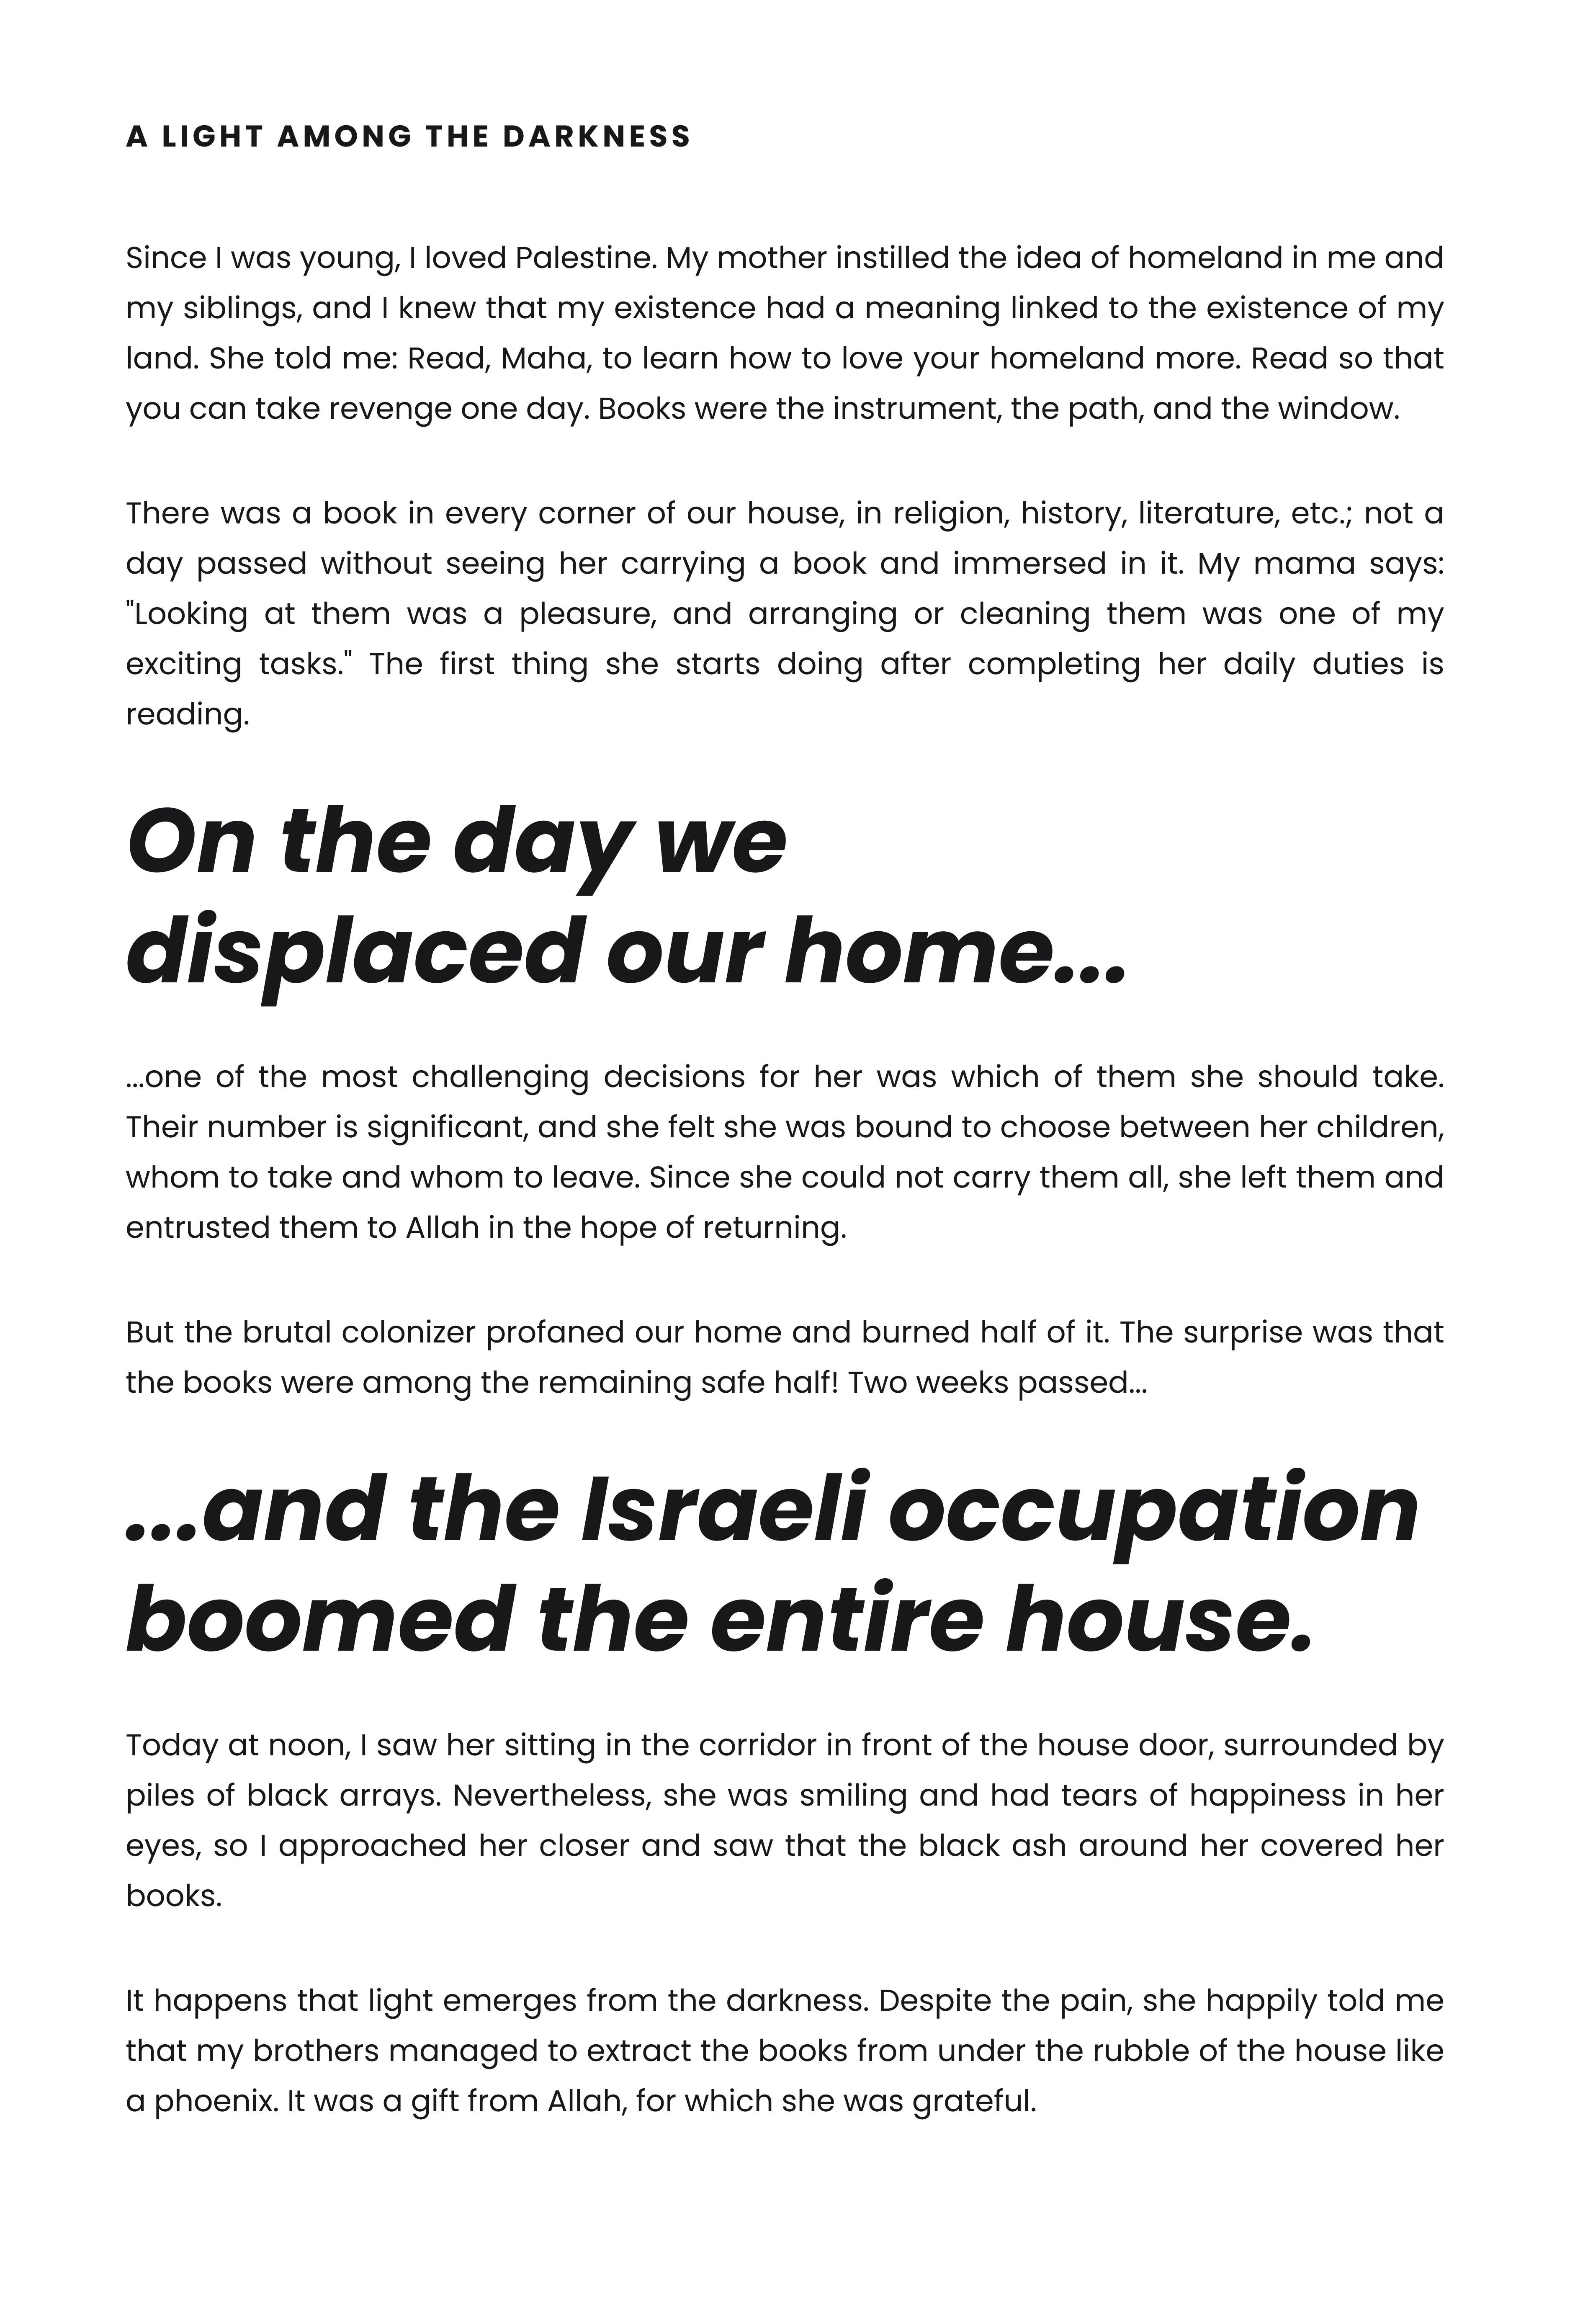 A LIGHT AMONG THE DARKNESS
Since I was young, I loved Palestine. My mother instilled the idea of homeland in me and
my siblings, and I knew that my existence had a meaning linked to the existence of my
land. She told me: Read, Maha, to learn how to love your homeland more. Read so that
you can take revenge one day. Books were the instrument, the path, and the window.
There was a book in every corner of our house, in religion, history, literature, etc.; not a
day passed without seeing her carrying a book and immersed in it. My mama says:
"Looking at them was a pleasure, and arranging or cleaning them was one of my
exciting tasks." The first thing she starts doing after completing her daily duties is
reading.
On the day we
displaced our home...
...one of the most challenging decisions for her was which of them she should take.
Their number is significant, and she felt she was bound to choose between her children,
whom to take and whom to leave. Since she could not carry them all, she left them and
entrusted them to Allah in the hope of returning.
But the brutal colonizer profaned our home and burned half of it. The surprise was that
the books were among the remaining safe half! Two weeks passed...
...and the Israeli occupation
boomed the entire house.
Today at noon, I saw her sitting in the corridor in front of the house door, surrounded by
piles of black arrays. Nevertheless, she was smiling and had tears of happiness in her
eyes, so I approached her closer and saw that the black ash around her covered her
books.
It happens that light emerges from the darkness. Despite the pain, she happily told me
that my brothers managed to extract the books from under the rubble of the house like
a phoenix. It was a gift from Allah, for which she was grateful.